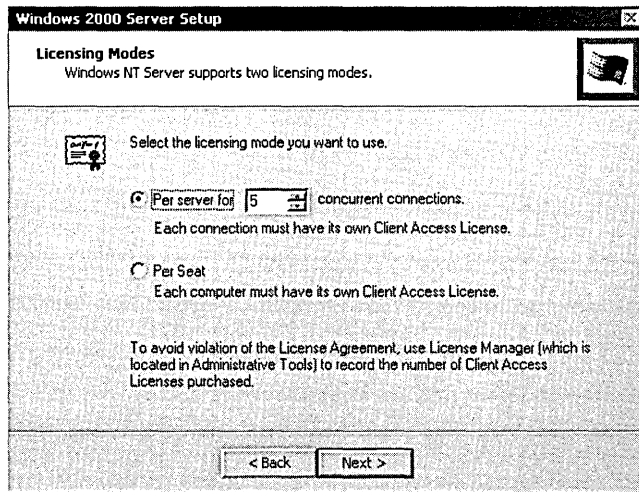 Windows 2000 Server Setup
Licensing Modes
Windows NT Server supports two licensing modes.
Select the licensing mode you want to use.
Per server for 5 concurrent connections.
Each connection must have its own Client Access License.
Per Seat
Each computer must have its own Client Access License.
To avoid violation of the License Agreement, use License Manager (which is
located in Administrative Tools) to record the number of Client Access
Licenses purchased.
< Back Next >